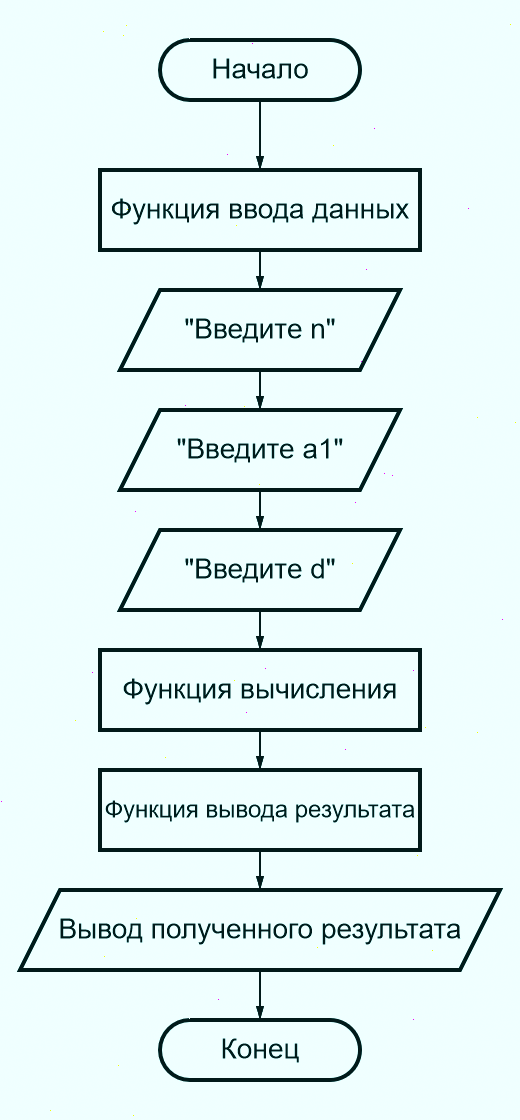 Начало
Функция ввода данных
"Введите n"
"Введите a1"
"Введите d"
Функция вычисления
Функция вывода результата
Вывод полученного результата
Конец